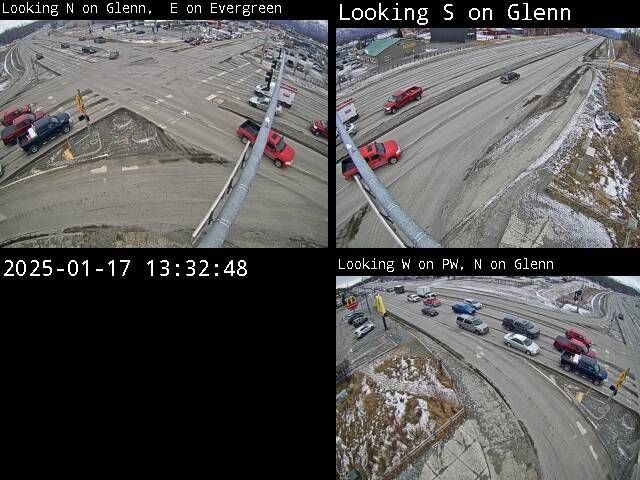 Looking N on Glenn,  E on Evergreen
Looking S on Glenn
2025-01-17 13:32:48
Looking W on PW, N on Glenn